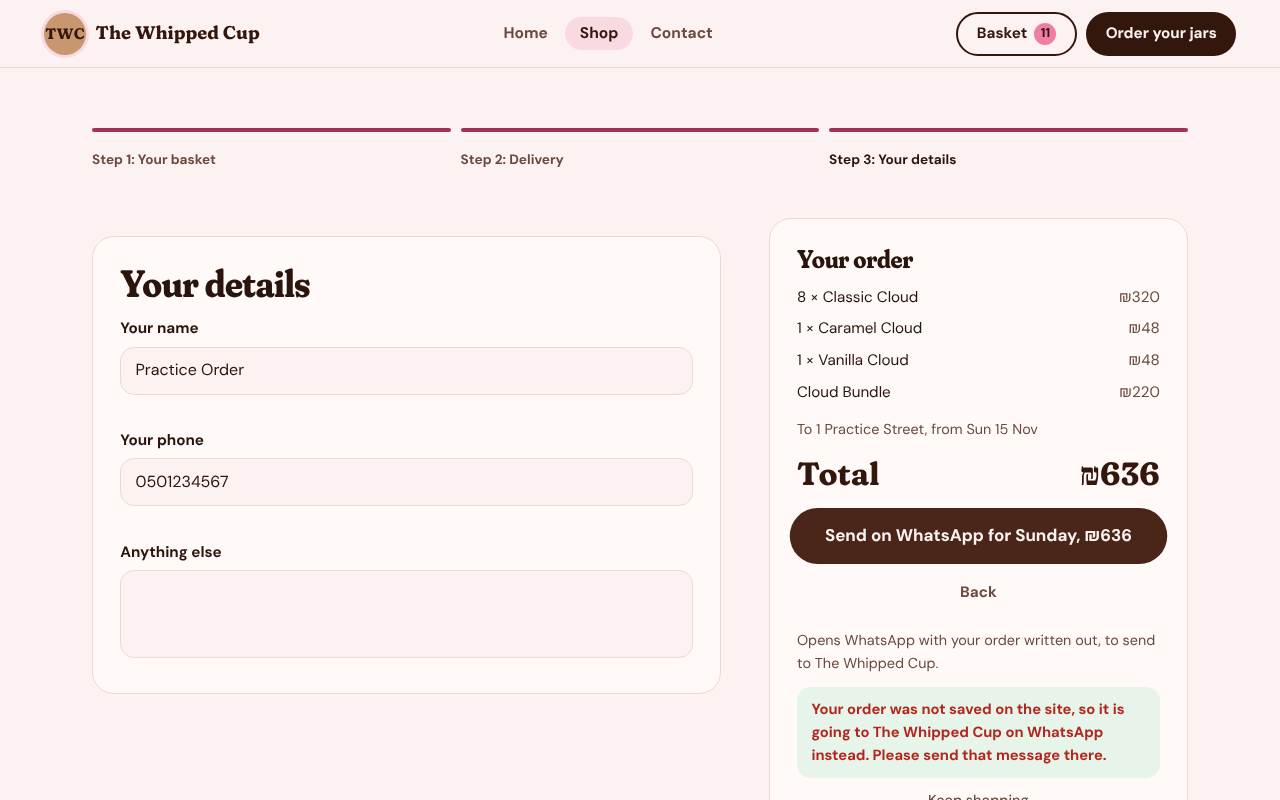 TWC The Whipped Cup
Home Shop Contact
Basket 11 Order your jars
Step 1: Your basket
Step 2: Delivery
Step 3: Your details
Your details
Your name
Practice Order
Your phone
0501234567
Anything else
Your order
8 × Classic Cloud ₪320
1 × Caramel Cloud ₪48
1 × Vanilla Cloud ₪48
Cloud Bundle ₪220
To 1 Practice Street, from Sun 15 Nov
Total ₪636
Send on WhatsApp for Sunday, ₪636
Back
Opens WhatsApp with your order written out, to send
to The Whipped Cup.
Your order was not saved on the site, so it is
going to The Whipped Cup on WhatsApp
instead. Please send that message there.
Keep shopping